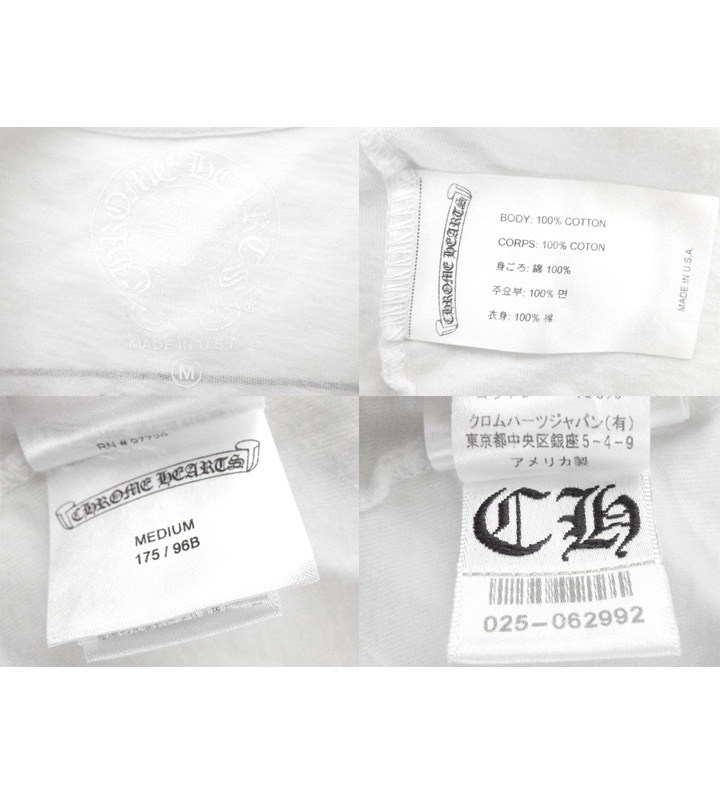 CHROME HEARTS
MADE IN U.S.A
M
CHROME HEARTS
BODY: 100% COTTON
CORPS: 100% COTON
身ごろ: 綿 100%
주요부: 100% 면
衣身: 100% 棉
MADE IN U.S.A
CHROME HEARTS
MEDIUM
175 / 96B
クロムハーツジャパン(有)
東京都中央区銀座5-4-9
アメリカ製
CH
025-062992